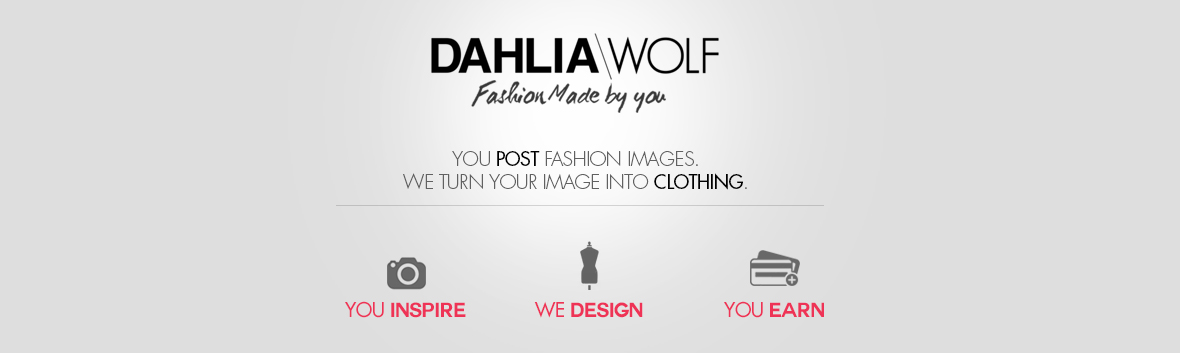 DAHLIA\WOLF
Fashion Made by you
YOU POST FASHION IMAGES.
WE TURN YOUR IMAGE INTO CLOTHING.
YOU INSPIRE
WE DESIGN
YOU EARN